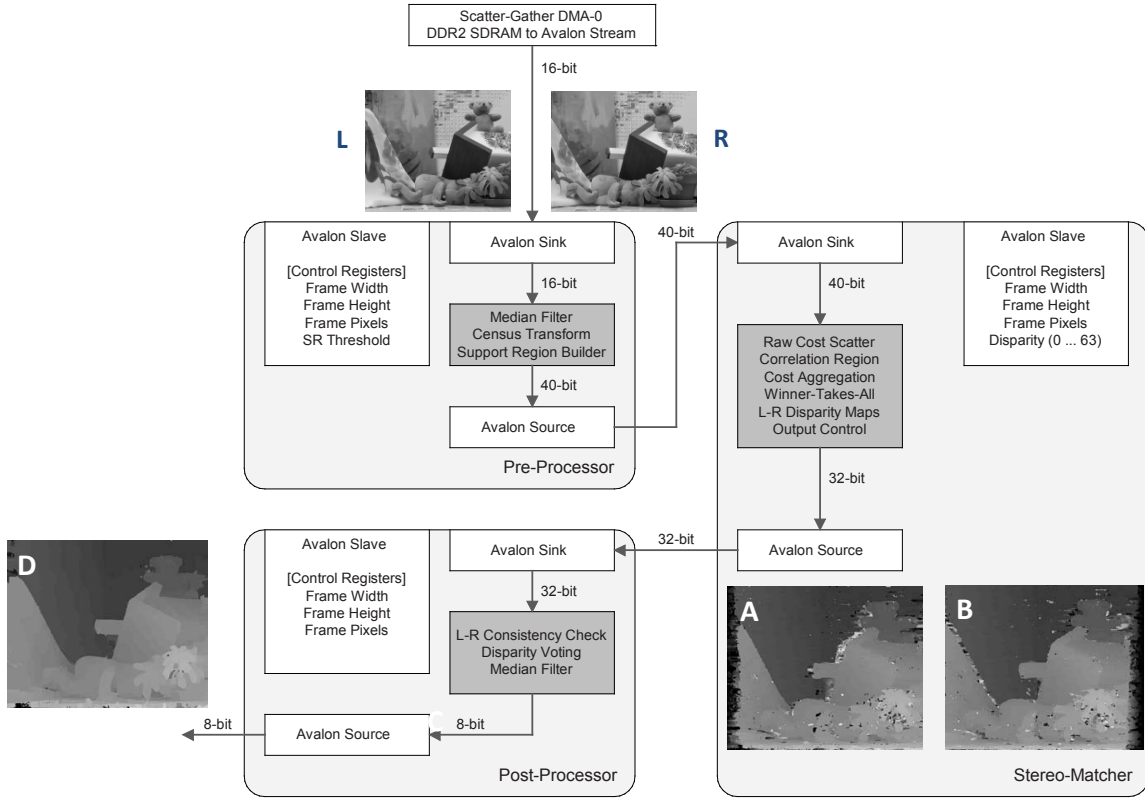 Scatter-Gather DMA-0
DDR2 SDRAM to Avalon Stream
16-bit
L
R
Avalon Slave
[Control Registers]
Frame Width
Frame Height
Frame Pixels
SR Threshold
Avalon Sink
16-bit
Median Filter
Census Transform
Support Region Builder
40-bit
Avalon Source
Pre-Processor
40-bit
Avalon Sink
40-bit
Raw Cost Scatter
Correlation Region
Cost Aggregation
Winner-Takes-All
L-R Disparity Maps
Output Control
32-bit
Avalon Source
Avalon Slave
[Control Registers]
Frame Width
Frame Height
Frame Pixels
Disparity (0 ... 63)
A
B
Stereo-Matcher
32-bit
Avalon Slave
[Control Registers]
Frame Width
Frame Height
Frame Pixels
Avalon Sink
32-bit
L-R Consistency Check
Disparity Voting
Median Filter
C
8-bit
Avalon Source
Post-Processor
8-bit
D